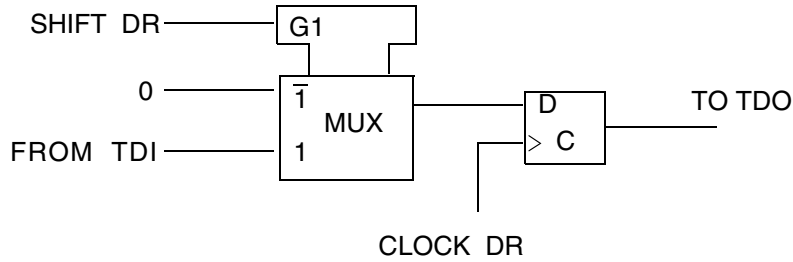 SHIFT DR
G1
0
1̅
MUX
FROM TDI
1
D
C
TO TDO
CLOCK DR